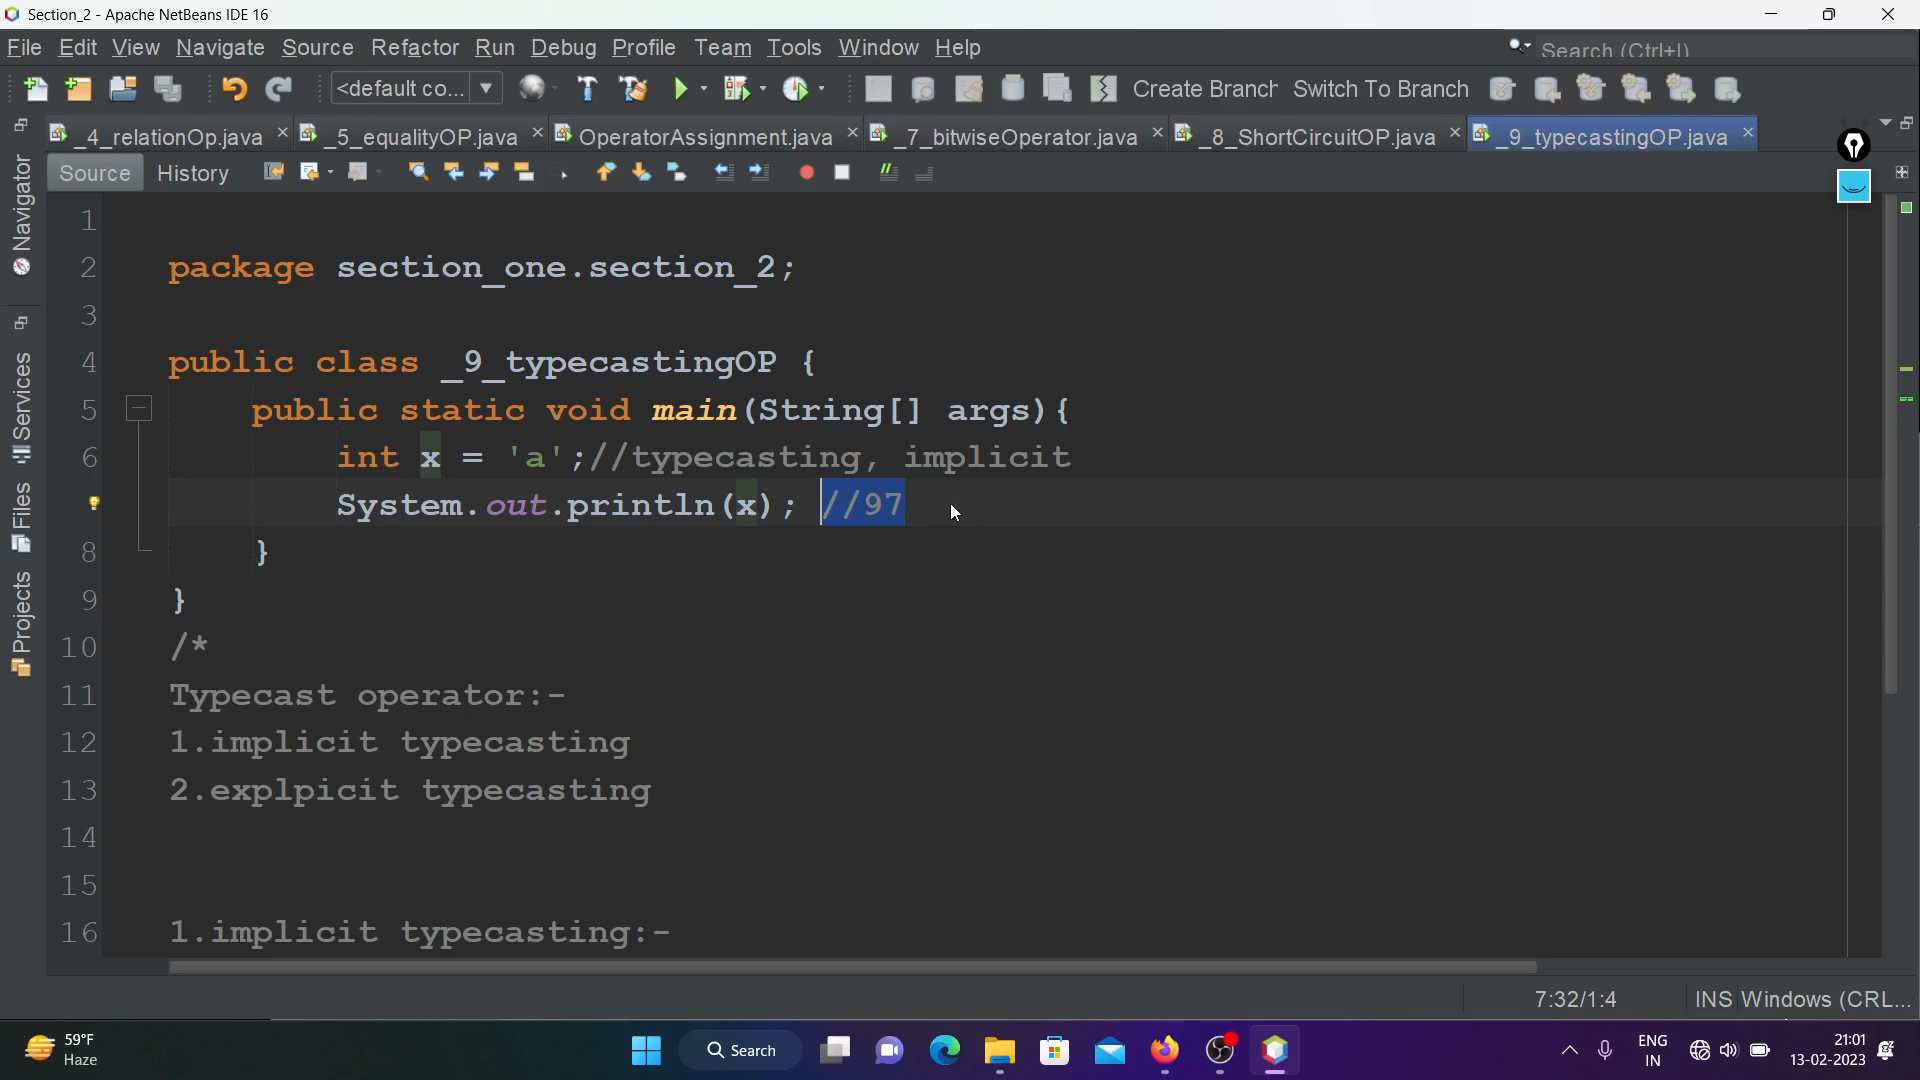 Section_2 - Apache NetBeans IDE 16
File Edit View Navigate Source Refactor Run Debug Profile Team Tools Window Help
Search (Ctrl+I)
<default co...
Create Branch Switch To Branch
_4_relationOp.java
_5_equalityOP.java
OperatorAssignment.java
_7_bitwiseOperator.java
_8_ShortCircuitOP.java
_9_typecastingOP.java
Source History
Navigator
Services
Files
Projects
1
2 package section_one.section_2;
3
4 public class _9_typecastingOP {
5 public static void main(String[] args){
6 int x = 'a';//typecasting, implicit
System.out.println(x); //97
8 }
9 }
10 /*
11 Typecast operator:-
12 1.implicit typecasting
13 2.explpicit typecasting
14
15
16 1.implicit typecasting:-
7:32/1:4 INS Windows (CRL...
59°F
Haze
Search
ENG
IN
21:01
13-02-2023